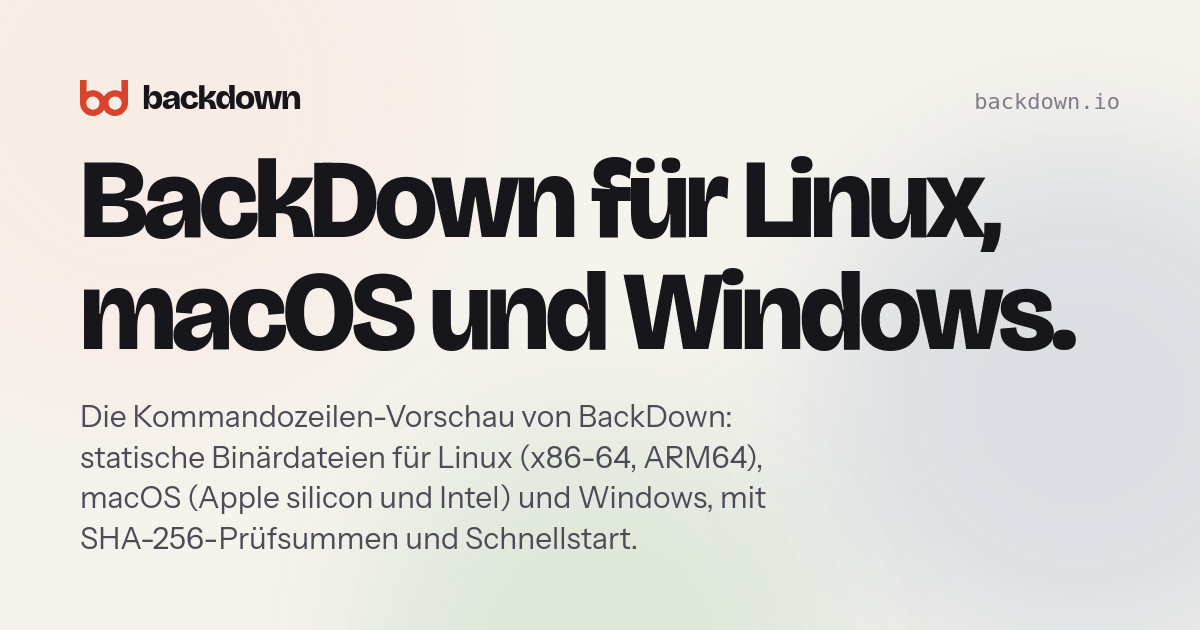 backdown
backdown.io
BackDown für Linux,
macOS und Windows.
Die Kommandozeilen-Vorschau von BackDown:
statische Binärdateien für Linux (x86-64, ARM64),
macOS (Apple silicon und Intel) und Windows, mit
SHA-256-Prüfsummen und Schnellstart.